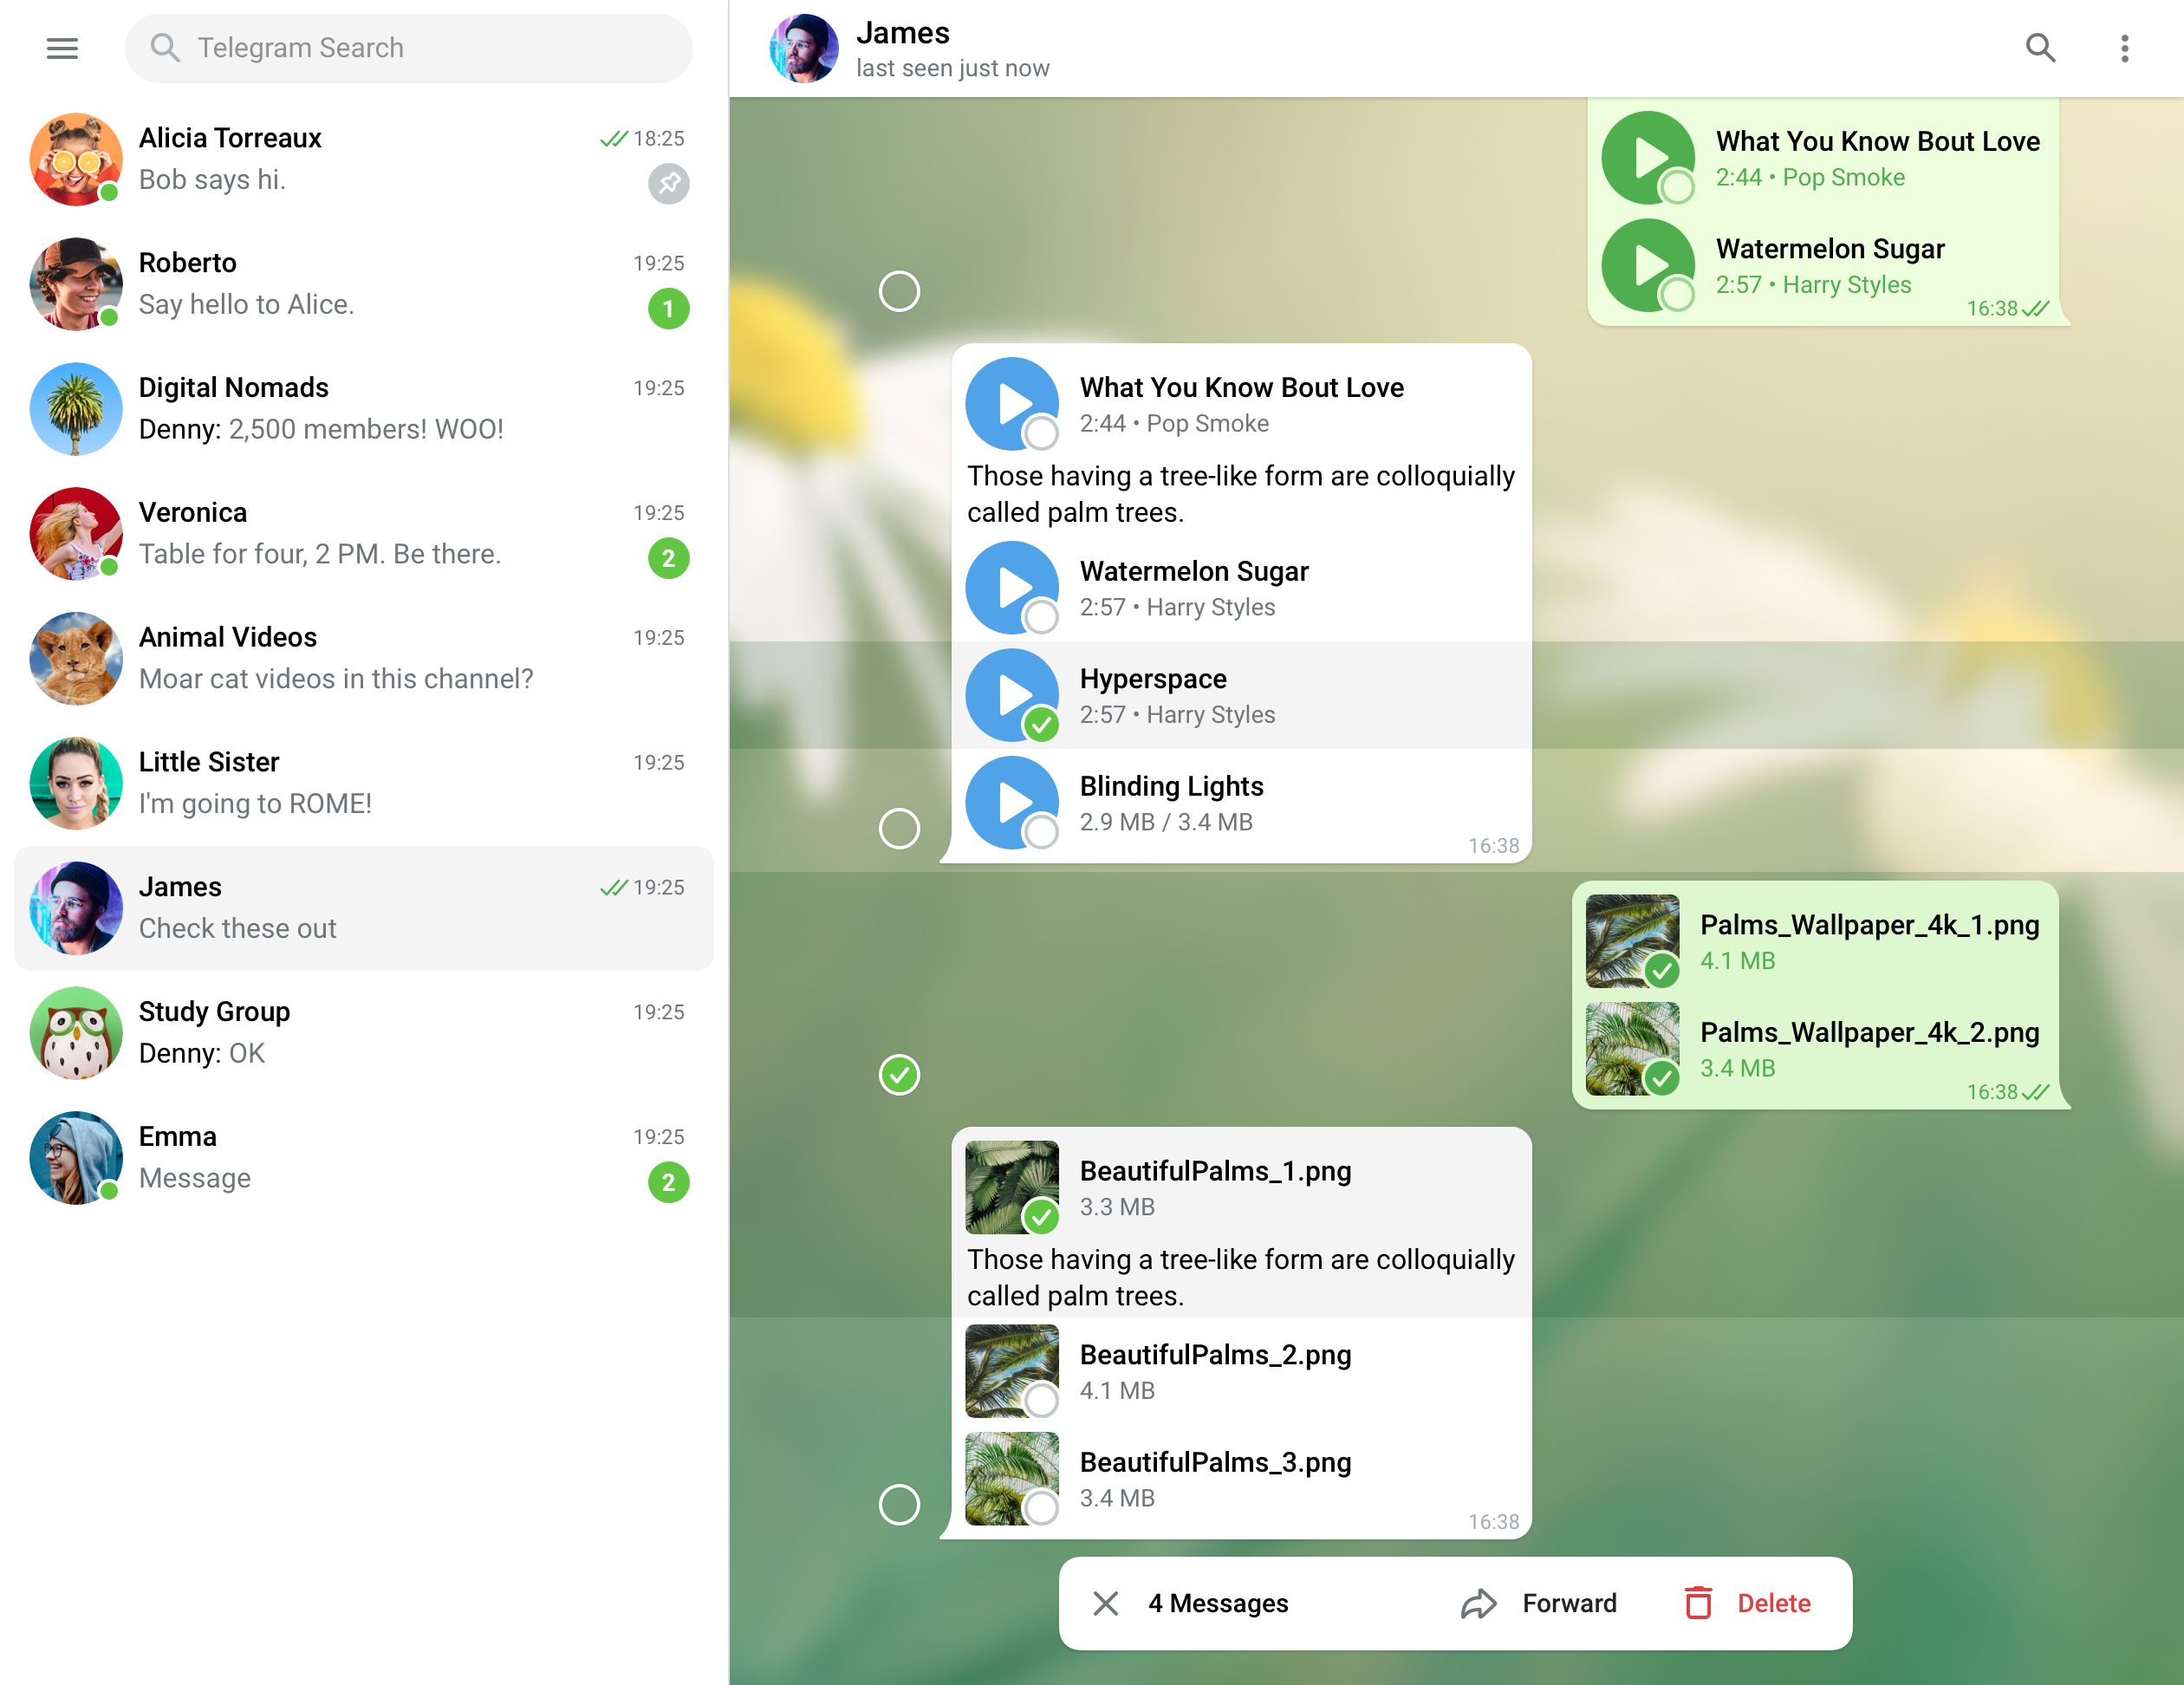 Telegram Search
Alicia Torreaux
18:25
Bob says hi.
Roberto
19:25
Say hello to Alice.
1
Digital Nomads
19:25
Denny: 2,500 members! WOO!
Veronica
19:25
Table for four, 2 PM. Be there.
2
Animal Videos
19:25
Moar cat videos in this channel?
Little Sister
19:25
I'm going to ROME!
James
19:25
Check these out
Study Group
19:25
Denny: OK
Emma
19:25
Message
2
James
last seen just now
What You Know Bout Love
2:44 • Pop Smoke
Watermelon Sugar
2:57 • Harry Styles
16:38
What You Know Bout Love
2:44 • Pop Smoke
Those having a tree-like form are colloquially
called palm trees.
Watermelon Sugar
2:57 • Harry Styles
Hyperspace
2:57 • Harry Styles
Blinding Lights
2.9 MB / 3.4 MB
16:38
Palms_Wallpaper_4k_1.png
4.1 MB
Palms_Wallpaper_4k_2.png
3.4 MB
16:38
BeautifulPalms_1.png
3.3 MB
Those having a tree-like form are colloquially
called palm trees.
BeautifulPalms_2.png
4.1 MB
BeautifulPalms_3.png
3.4 MB
16:38
4 Messages
Forward
Delete